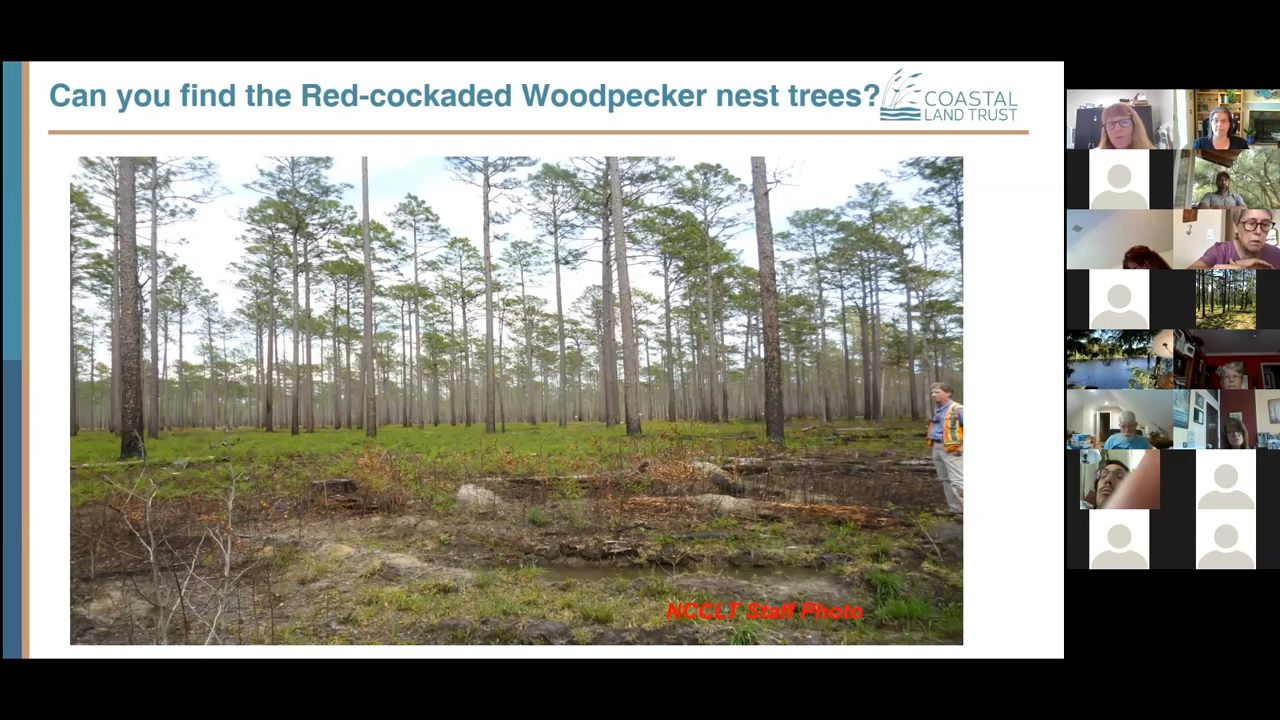 Can you find the Red-cockaded Woodpecker nest trees?
COASTAL
LAND TRUST
NCCLT Staff Photo